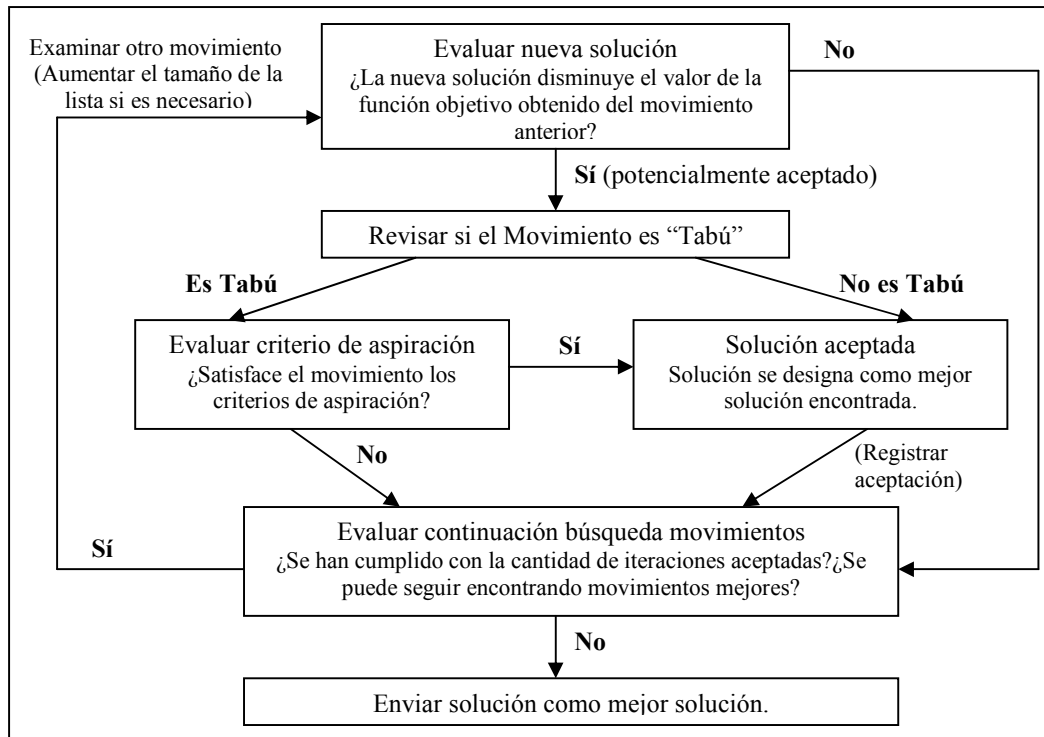 Examinar otro movimiento
(Aumentar el tamaño de la
lista si es necesario)
Evaluar nueva solución
¿La nueva solución disminuye el valor de la
función objetivo obtenido del movimiento
anterior?
No
Sí (potencialmente aceptado)
Revisar si el Movimiento es “Tabú”
Es Tabú
No es Tabú
Evaluar criterio de aspiración
¿Satisface el movimiento los
criterios de aspiración?
Sí
Solución aceptada
Solución se designa como mejor
solución encontrada.
No
(Registrar
aceptación)
Sí
Evaluar continuación búsqueda movimientos
¿Se han cumplido con la cantidad de iteraciones aceptadas?¿Se
puede seguir encontrando movimientos mejores?
No
Enviar solución como mejor solución.